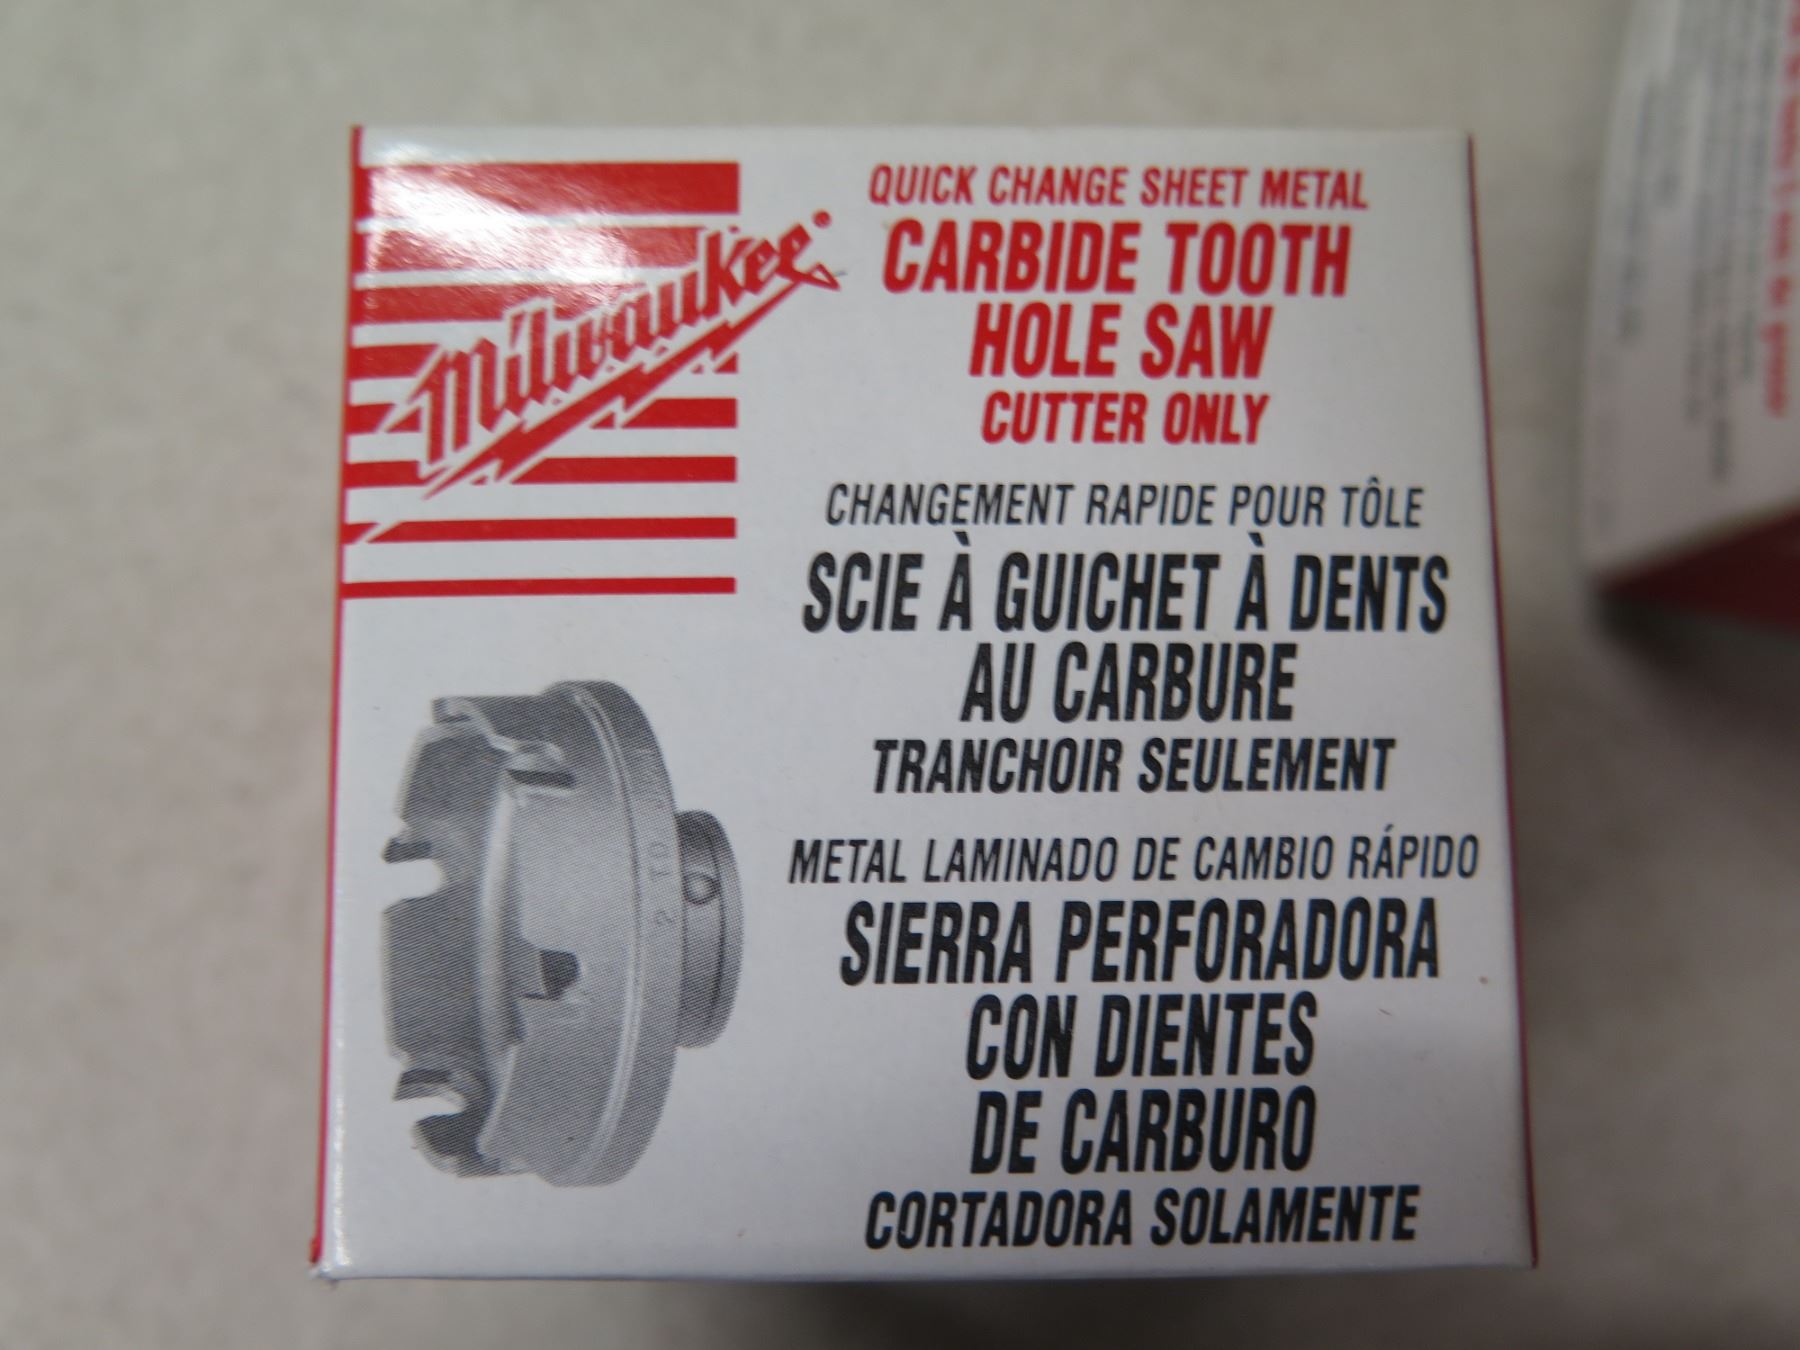 Milwaukee®
QUICK CHANGE SHEET METAL
CARBIDE TOOTH
HOLE SAW
CUTTER ONLY
CHANGEMENT RAPIDE POUR TÔLE
SCIE À GUICHET À DENTS
AU CARBURE
TRANCHOIR SEULEMENT
METAL LAMINADO DE CAMBIO RÁPIDO
SIERRA PERFORADORA
CON DIENTES
DE CARBURO
CORTADORA SOLAMENTE